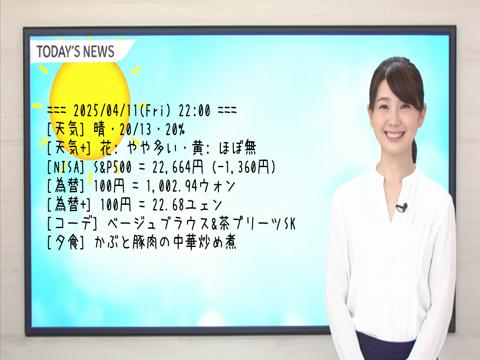 TODAY'S NEWS
=== 2025/04/11(Fri) 22:00 ===
[天気] 晴・20/13・20%
[天気+] 花: やや多い・黄: ほぼ無
[NISA] S&P500 = 22,664円 (-1,360円)
[為替] 100円 = 1,002.94ウォン
[為替+] 100円 = 22.68ユェン
[コーデ] ベージュブラウス&茶プリーツSK
[夕食] かぶと豚肉の中華炒め煮